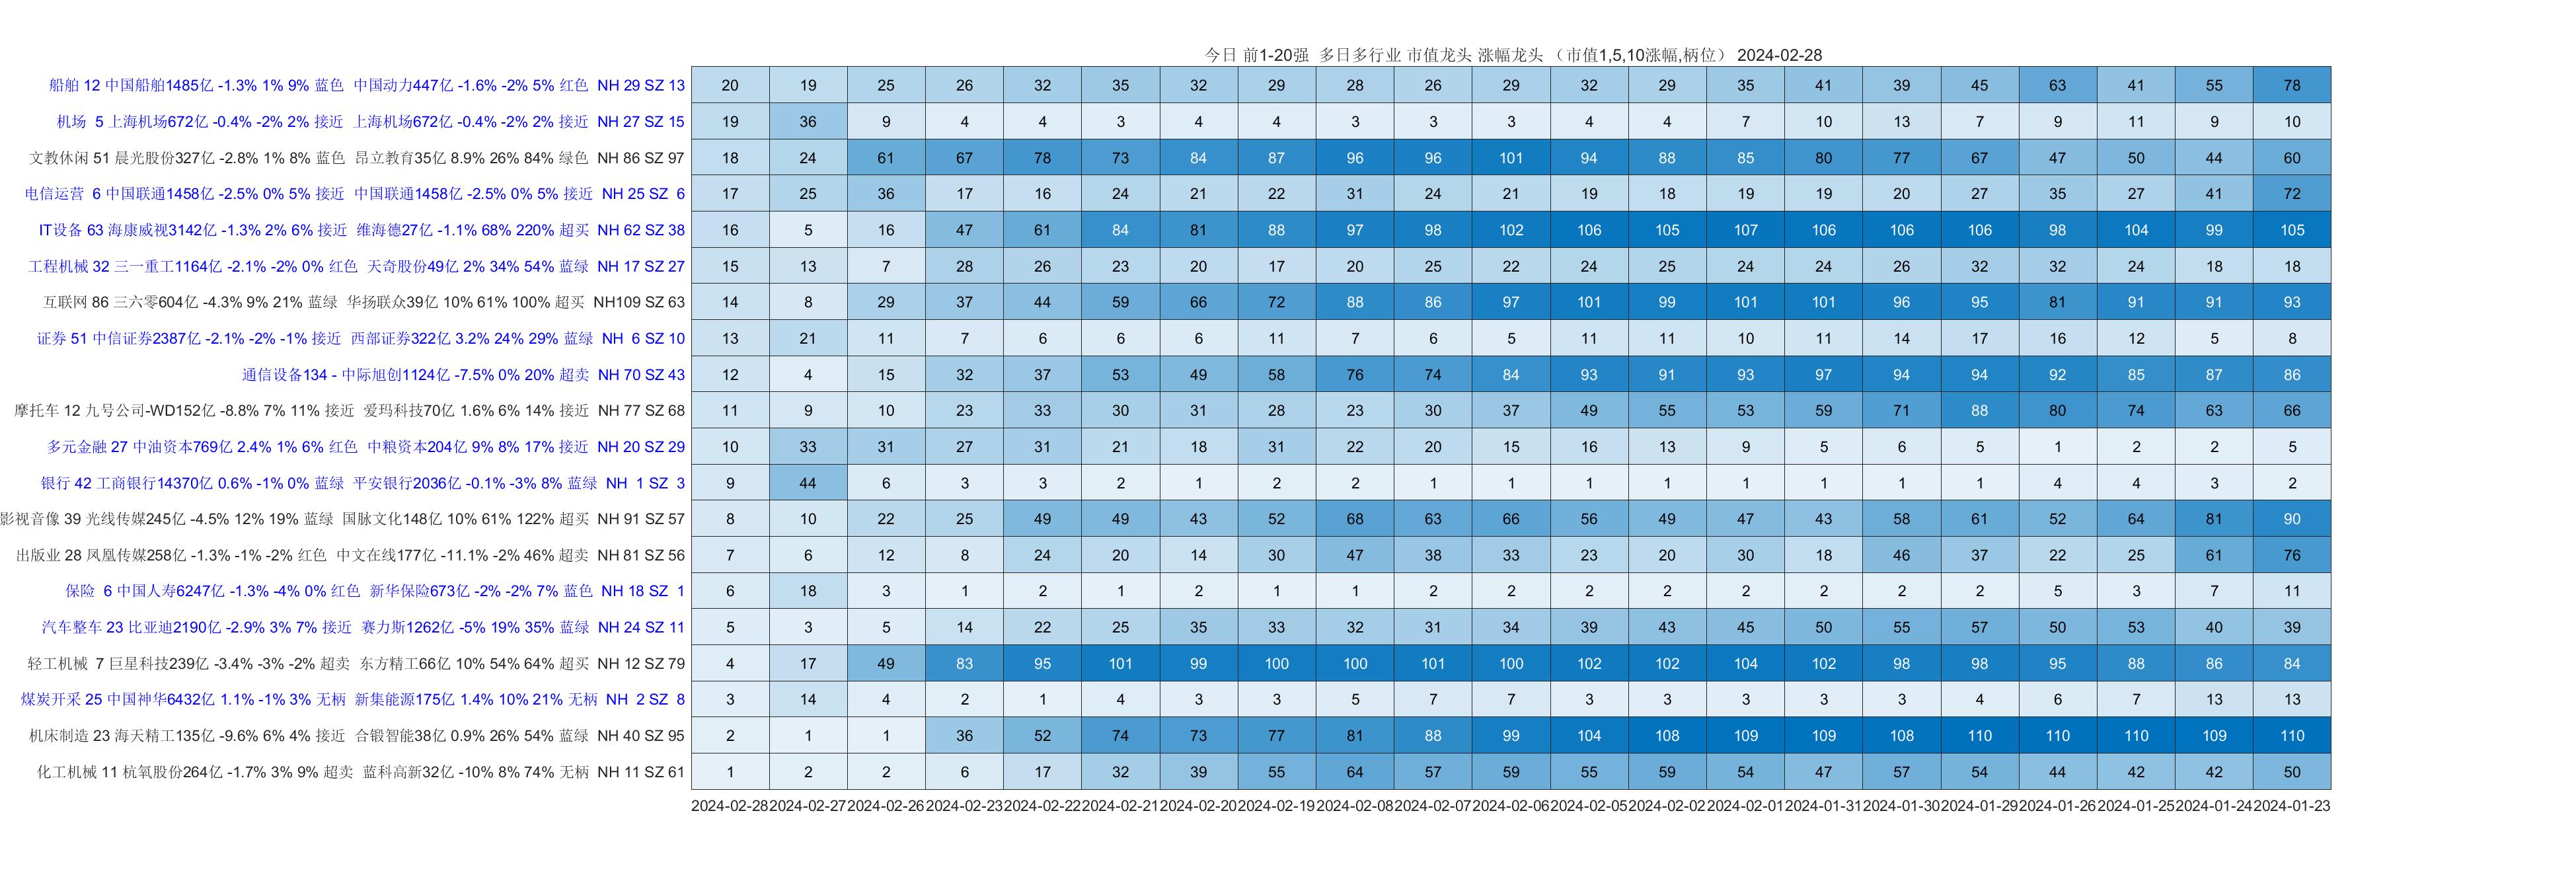 今日 前1-20强 多日多行业 市值龙头 涨幅龙头 （市值1,5,10涨幅,柄位） 2024-02-28
船舶 12 中国船舶1485亿 -1.3% 1% 9% 蓝色 中国动力447亿 -1.6% -2% 5% 红色 NH 29 SZ 13 20 19 25 26 32 35 32 29 28 26 29 32 29 35 41 39 45 63 41 55 78
机场 5 上海机场672亿 -0.4% -2% 2% 接近 上海机场672亿 -0.4% -2% 2% 接近 NH 27 SZ 15 19 36 9 4 4 3 4 4 3 3 3 4 4 7 10 13 7 9 11 9 10
文教休闲 51 晨光股份327亿 -2.8% 1% 8% 蓝色 昂立教育35亿 8.9% 26% 84% 绿色 NH 86 SZ 97 18 24 61 67 78 73 84 87 96 96 101 94 88 85 80 77 67 47 50 44 60
电信运营 6 中国联通1458亿 -2.5% 0% 5% 接近 中国联通1458亿 -2.5% 0% 5% 接近 NH 25 SZ 6 17 25 36 17 16 24 21 22 31 24 21 19 18 19 19 20 27 35 27 41 72
IT设备 63 海康威视3142亿 -1.3% 2% 6% 接近 维海德27亿 -1.1% 68% 220% 超买 NH 62 SZ 38 16 5 16 47 61 84 81 88 97 98 102 106 105 107 106 106 106 98 104 99 105
工程机械 32 三一重工1164亿 -2.1% -2% 0% 红色 天奇股份49亿 2% 34% 54% 蓝绿 NH 17 SZ 27 15 13 7 28 26 23 20 17 20 25 22 24 25 24 24 26 32 32 24 18 18
互联网 86 三六零604亿 -4.3% 9% 21% 蓝绿 华扬联众39亿 10% 61% 100% 超买 NH109 SZ 63 14 8 29 37 44 59 66 72 88 86 97 101 99 101 101 96 95 81 91 91 93
证券 51 中信证券2387亿 -2.1% -2% -1% 接近 西部证券322亿 3.2% 24% 29% 蓝绿 NH 6 SZ 10 13 21 11 7 6 6 6 11 7 6 5 11 11 10 11 14 17 16 12 5 8
通信设备134 - 中际旭创1124亿 -7.5% 0% 20% 超卖 NH 70 SZ 43 12 4 15 32 37 53 49 58 76 74 84 93 91 93 97 94 94 92 85 87 86
摩托车 12 九号公司-WD152亿 -8.8% 7% 11% 接近 爱玛科技70亿 1.6% 6% 14% 接近 NH 77 SZ 68 11 9 10 23 33 30 31 28 23 30 37 49 55 53 59 71 88 80 74 63 66
多元金融 27 中油资本769亿 2.4% 1% 6% 红色 中粮资本204亿 9% 8% 17% 接近 NH 20 SZ 29 10 33 31 27 31 21 18 31 22 20 15 16 13 9 5 6 5 1 2 2 5
银行 42 工商银行14370亿 0.6% -1% 0% 蓝绿 平安银行2036亿 -0.1% -3% 8% 蓝绿 NH 1 SZ 3 9 44 6 3 3 2 1 2 2 1 1 1 1 1 1 1 1 4 4 3 2
影视音像 39 光线传媒245亿 -4.5% 12% 19% 蓝绿 国脉文化148亿 10% 61% 122% 超买 NH 91 SZ 57 8 10 22 25 49 49 43 52 68 63 66 56 49 47 43 58 61 52 64 81 90
出版业 28 凤凰传媒258亿 -1.3% -1% -2% 红色 中文在线177亿 -11.1% -2% 46% 超卖 NH 81 SZ 56 7 6 12 8 24 20 14 30 47 38 33 23 20 30 18 46 37 22 25 61 76
保险 6 中国人寿6247亿 -1.3% -4% 0% 红色 新华保险673亿 -2% -2% 7% 蓝色 NH 18 SZ 1 6 18 3 1 2 1 2 1 1 2 2 2 2 2 2 2 2 5 3 7 11
汽车整车 23 比亚迪2190亿 -2.9% 3% 7% 接近 赛力斯1262亿 -5% 19% 35% 蓝绿 NH 24 SZ 11 5 3 5 14 22 25 35 33 32 31 34 39 43 45 50 55 57 50 53 40 39
轻工机械 7 巨星科技239亿 -3.4% -3% -2% 超卖 东方精工66亿 10% 54% 64% 超买 NH 12 SZ 79 4 17 49 83 95 101 99 100 100 101 100 102 102 104 102 98 98 95 88 86 84
煤炭开采 25 中国神华6432亿 1.1% -1% 3% 无柄 新集能源175亿 1.4% 10% 21% 无柄 NH 2 SZ 8 3 14 4 2 1 4 3 3 5 7 7 3 3 3 3 3 4 6 7 13 13
机床制造 23 海天精工135亿 -9.6% 6% 4% 接近 合锻智能38亿 0.9% 26% 54% 蓝绿 NH 40 SZ 95 2 1 1 36 52 74 73 77 81 88 99 104 108 109 109 108 110 110 110 109 110
化工机械 11 杭氧股份264亿 -1.7% 3% 9% 超卖 蓝科高新32亿 -10% 8% 74% 无柄 NH 11 SZ 61 1 2 2 6 17 32 39 55 64 57 59 55 59 54 47 57 54 44 42 42 50
2024-02-28 2024-02-27 2024-02-26 2024-02-23 2024-02-22 2024-02-21 2024-02-20 2024-02-19 2024-02-08 2024-02-07 2024-02-06 2024-02-05 2024-02-02 2024-02-01 2024-01-31 2024-01-30 2024-01-29 2024-01-26 2024-01-25 2024-01-24 2024-01-23